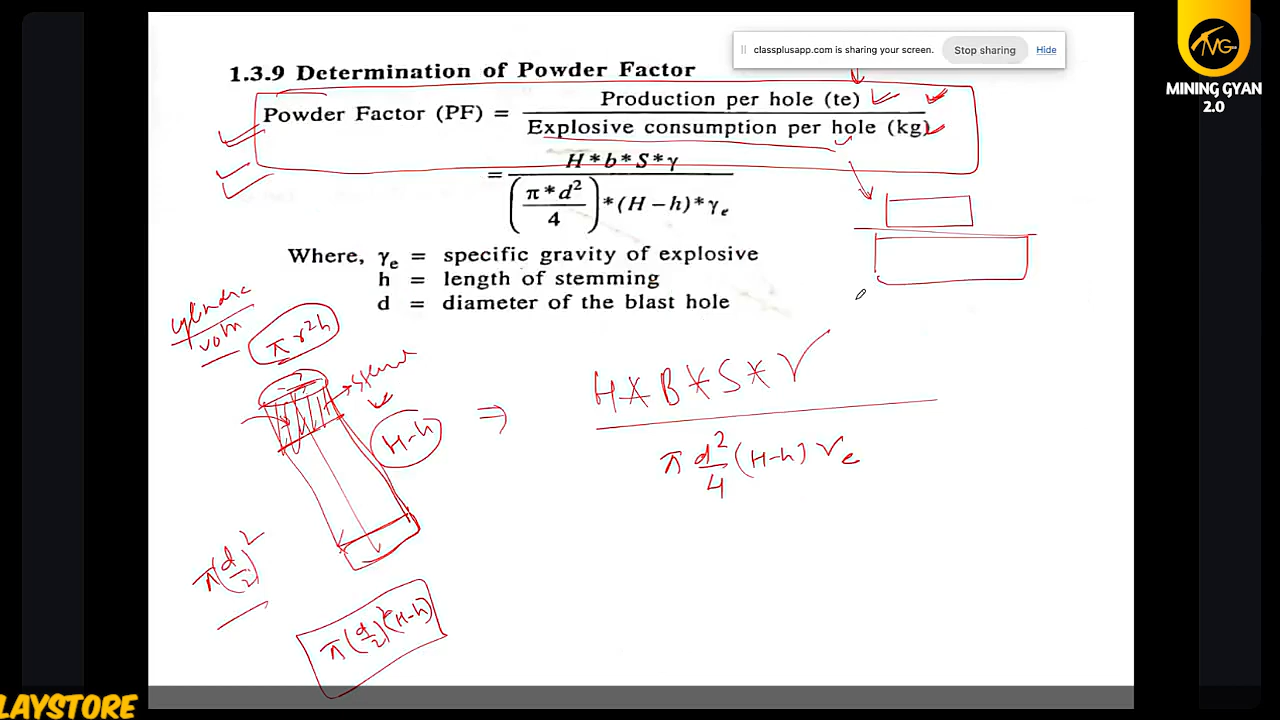 classplusapp.com is sharing your screen. Stop sharing Hide
MINING GYAN
2.0
1.3.9 Determination of Powder Factor
Powder Factor (PF) = Production per hole (te)
Explosive consumption per hole (kg)
= H * b * S * γ
(π * d² / 4) * (H – h) * γe
Where, γe = specific gravity of explosive
h = length of stemming
d = diameter of the blast hole
π r² h
H-h
⇒ H * B * S * γ
π d²/4 (H-h) γe
π(d/2)²
π(d/2)²(H-h)
LAYSTORE